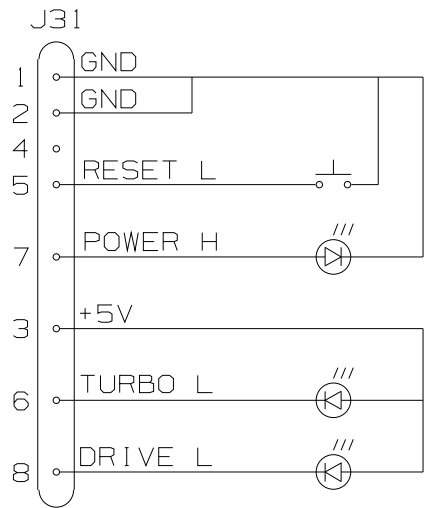 J31
1 GND
2 GND
4
5 RESET L
7 POWER H
3 +5V
6 TURBO L
8 DRIVE L